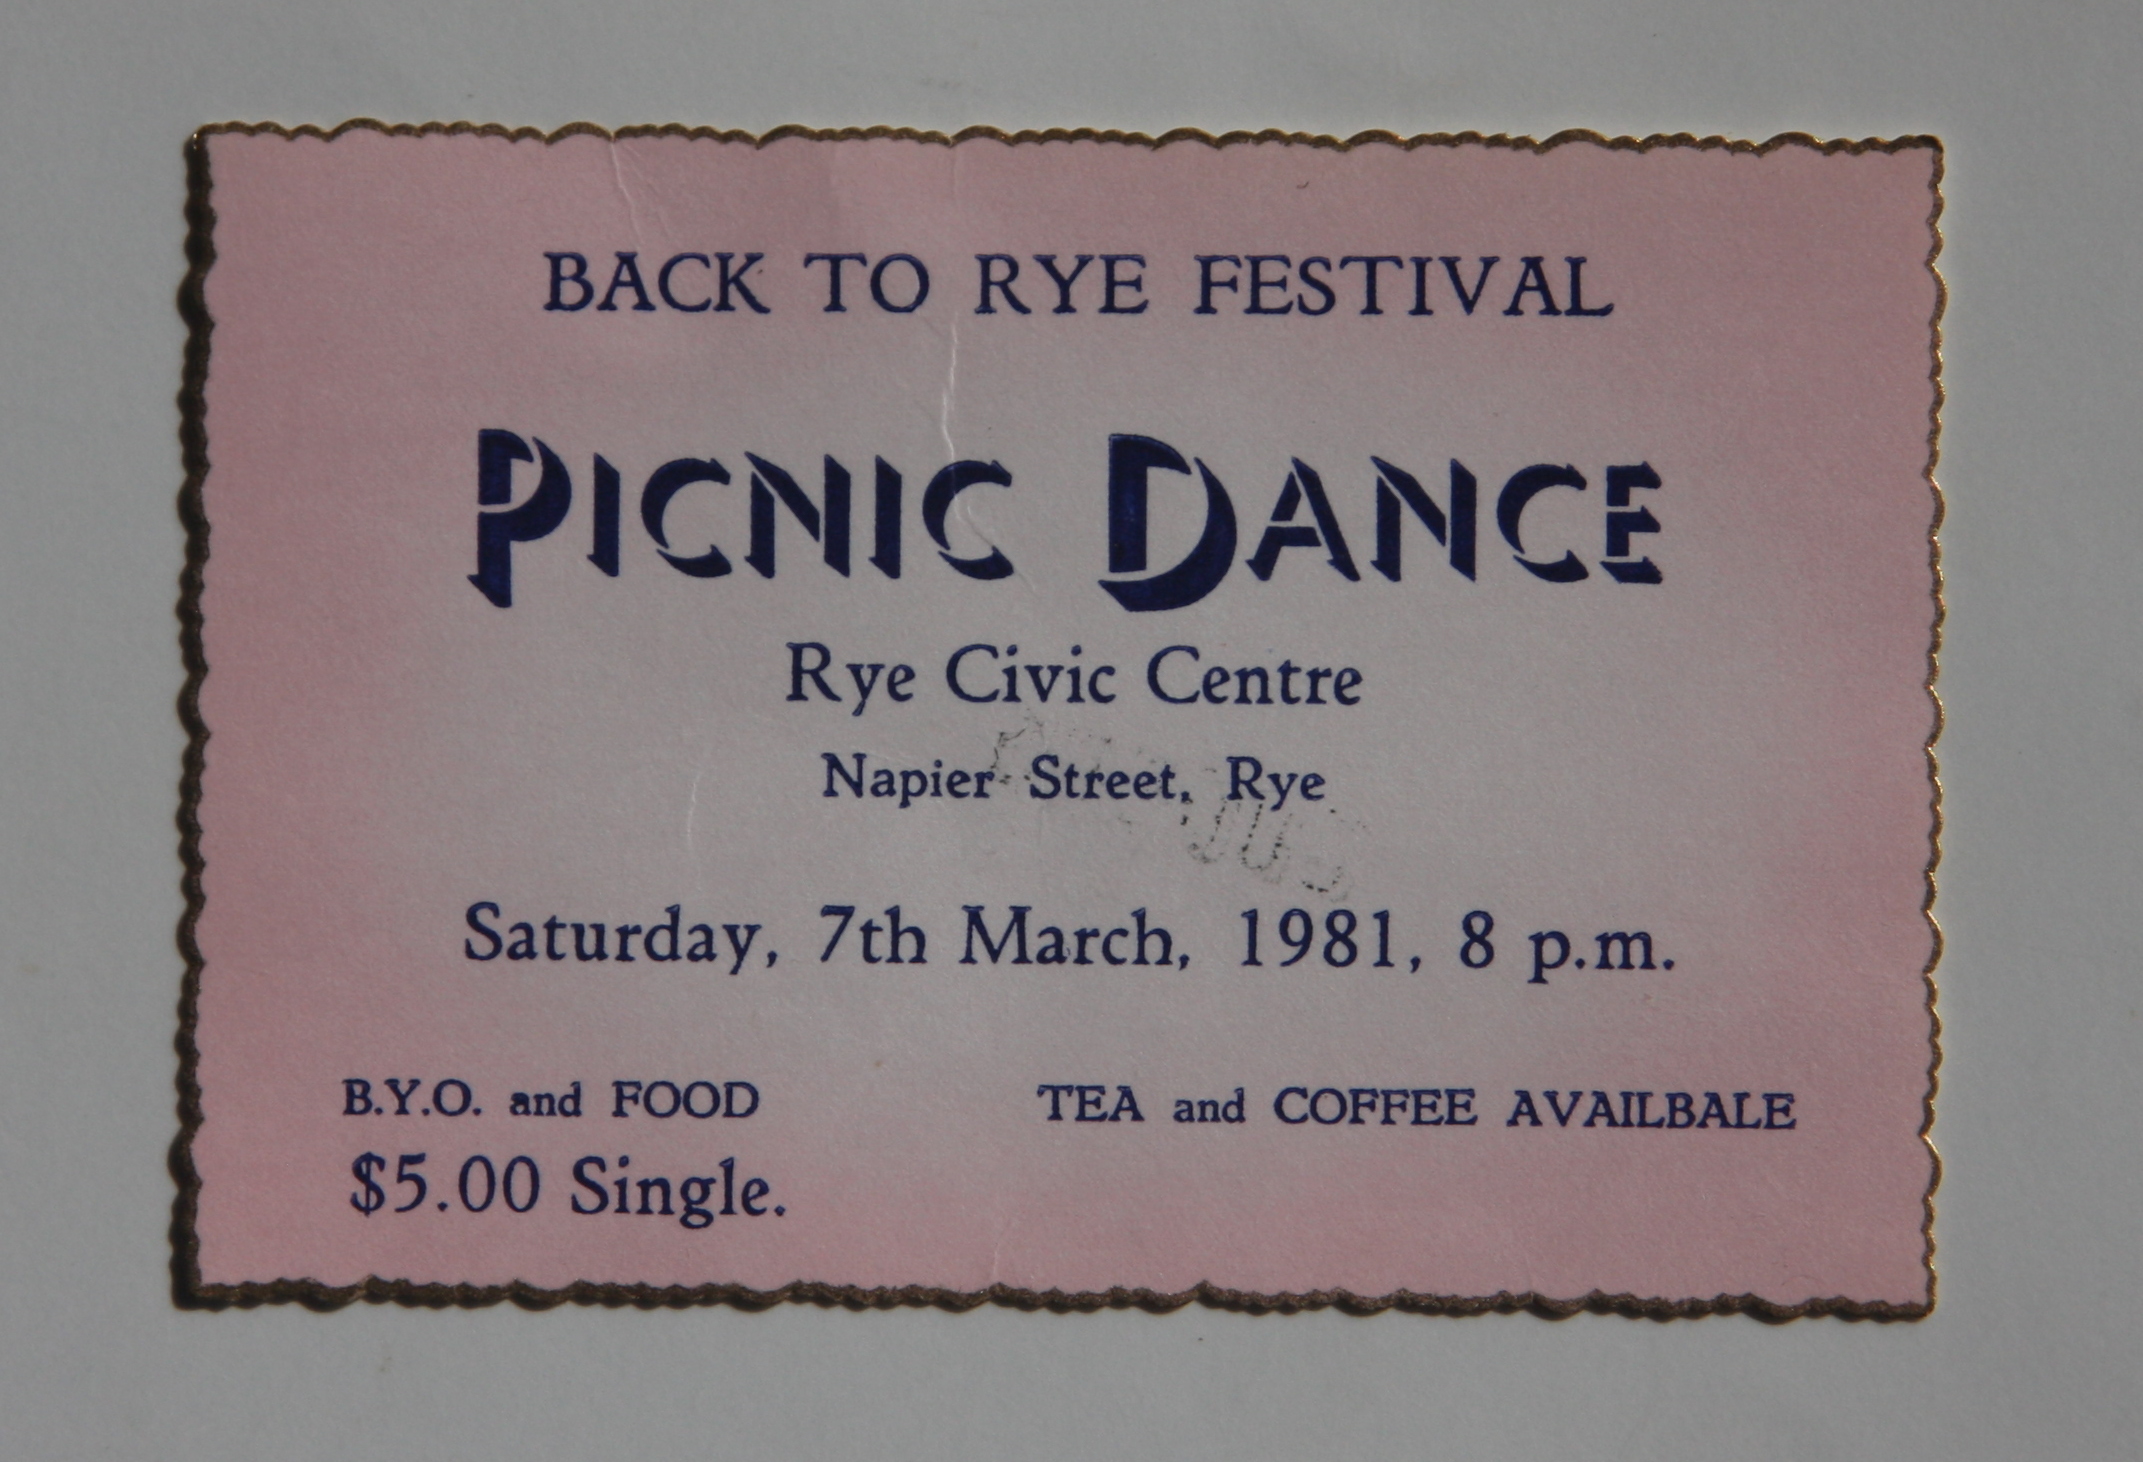 BACK TO RYE FESTIVAL
PICNIC DANCE
Rye Civic Centre
Napier Street, Rye
Saturday, 7th March, 1981, 8 p.m.
B.Y.O. and FOOD TEA and COFFEE AVAILBALE
$5.00 Single.